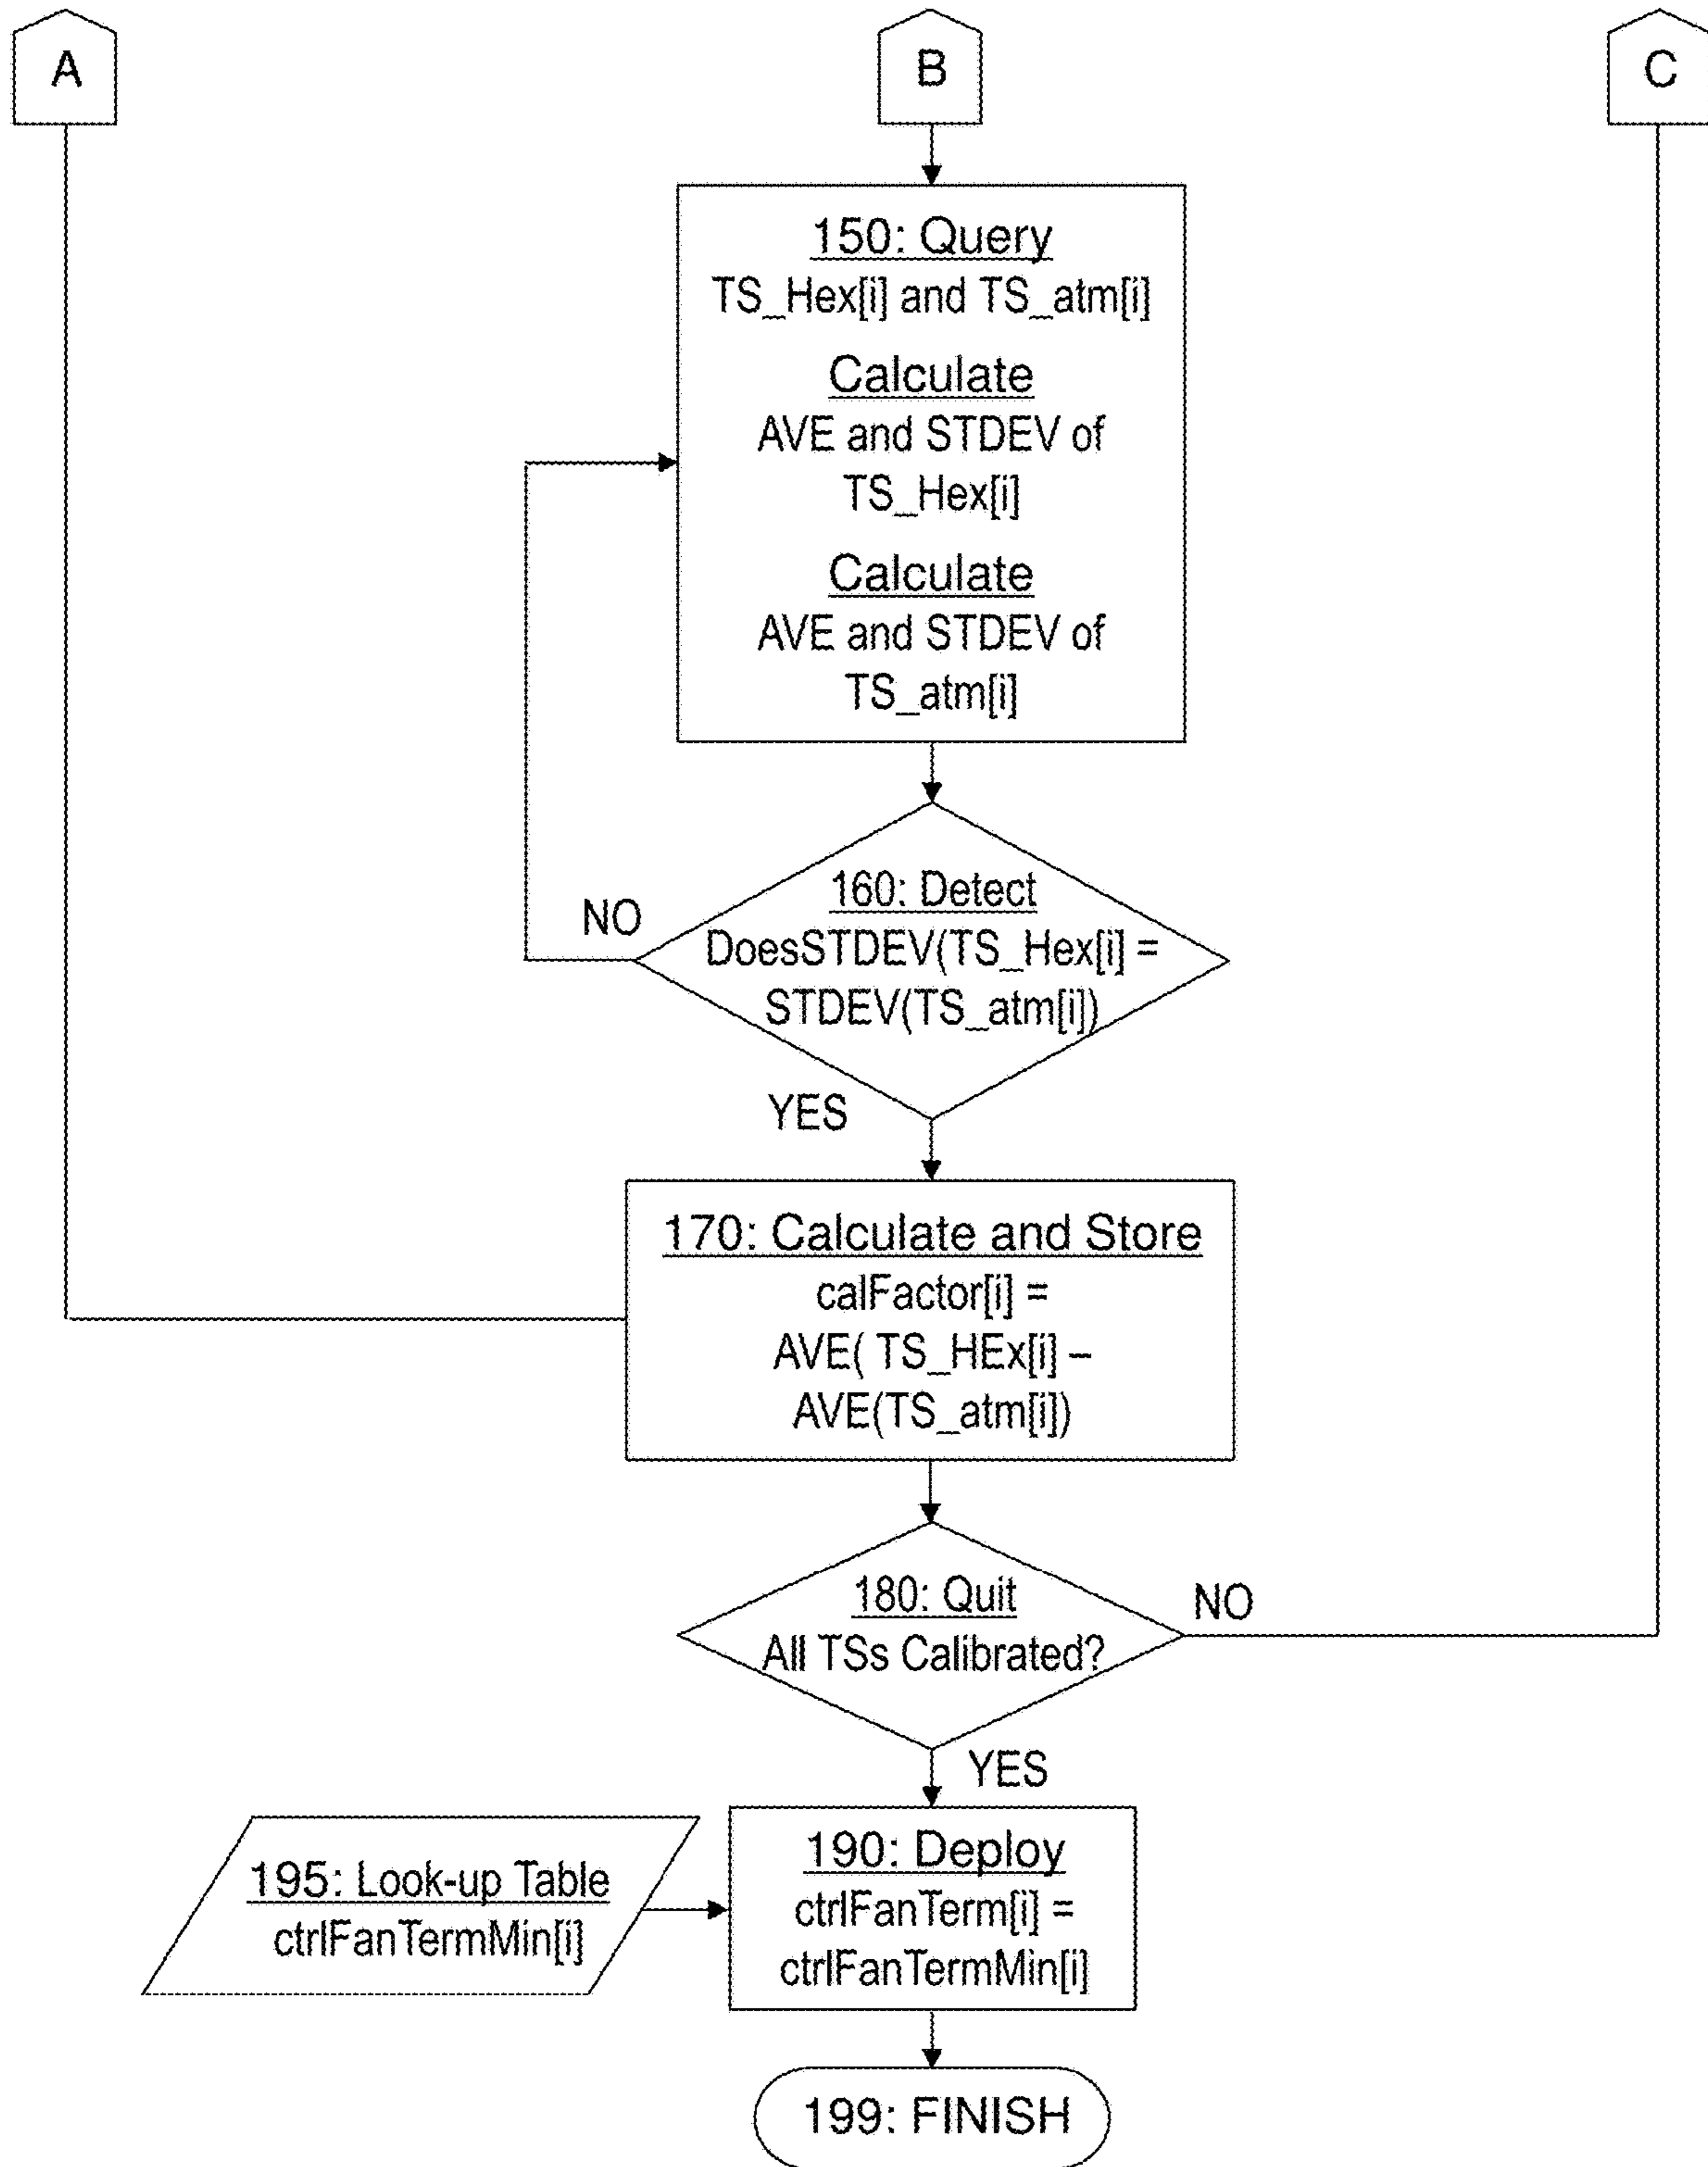 A
B
C
150: Query
TS_Hex[i] and TS_atm[i]
Calculate
AVE and STDEV of
TS_Hex[i]
Calculate
AVE and STDEV of
TS_atm[i]
NO
160: Detect
DoesSTDEV(TS_Hex[i] =
STDEV(TS_atm[i])
YES
170: Calculate and Store
calFactor[i] =
AVE( TS_HEx[i] –
AVE(TS_atm[i])
180: Quit
All TSs Calibrated?
NO
YES
195: Look-up Table
ctrlFanTermMin[i]
190: Deploy
ctrlFanTerm[i] =
ctrlFanTermMin[i]
199: FINISH